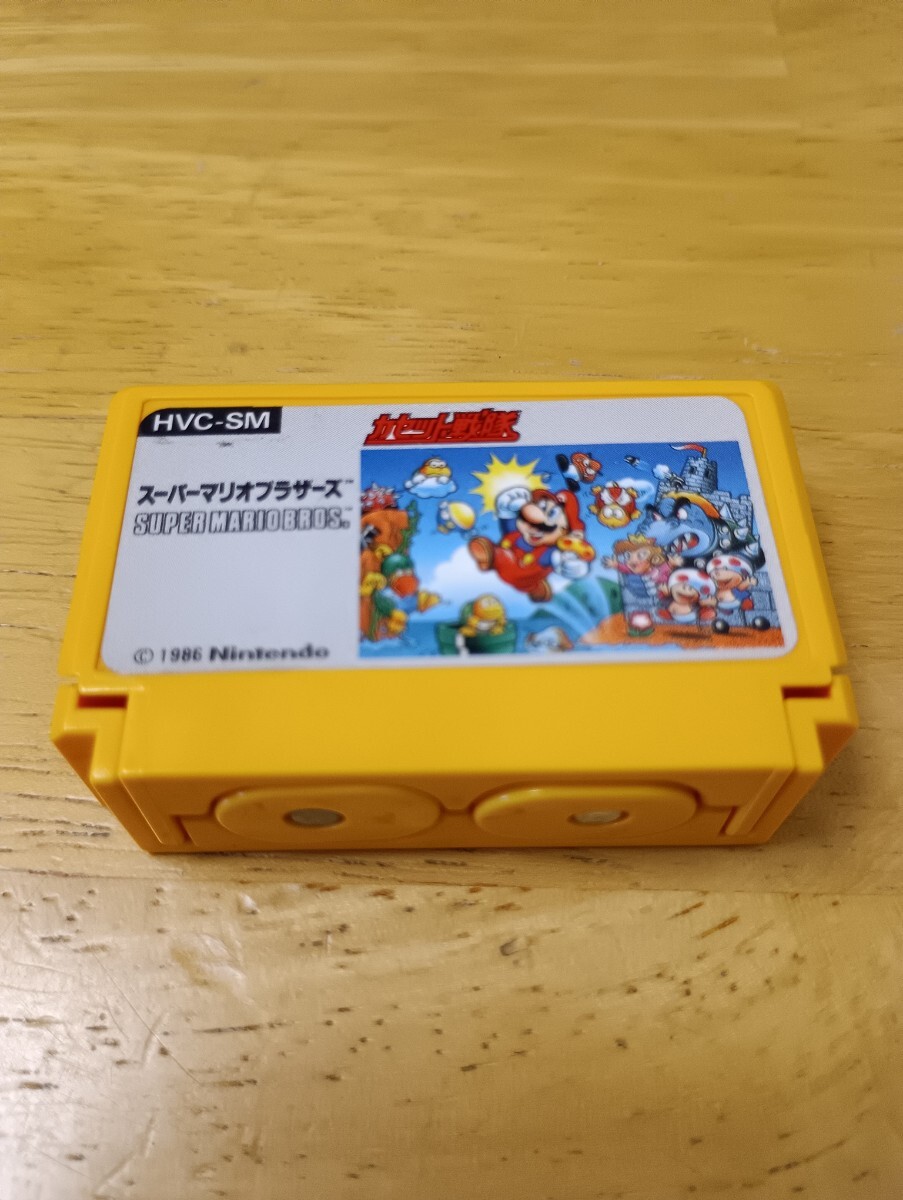 HVC-SM
カセット戦隊
スーパーマリオブラザーズ™
SUPER MARIO BROS.™
© 1986 Nintendo